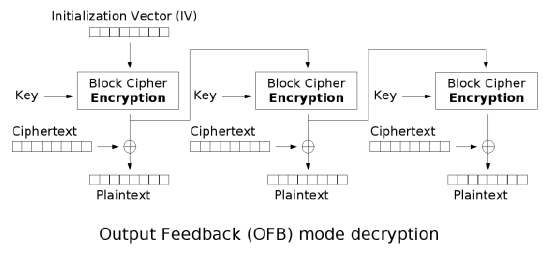 Initialization Vector (IV)
Key
Block Cipher
Encryption
Key
Block Cipher
Encryption
Key
Block Cipher
Encryption
Ciphertext
Ciphertext
Ciphertext
Plaintext
Plaintext
Plaintext
Output Feedback (OFB) mode decryption